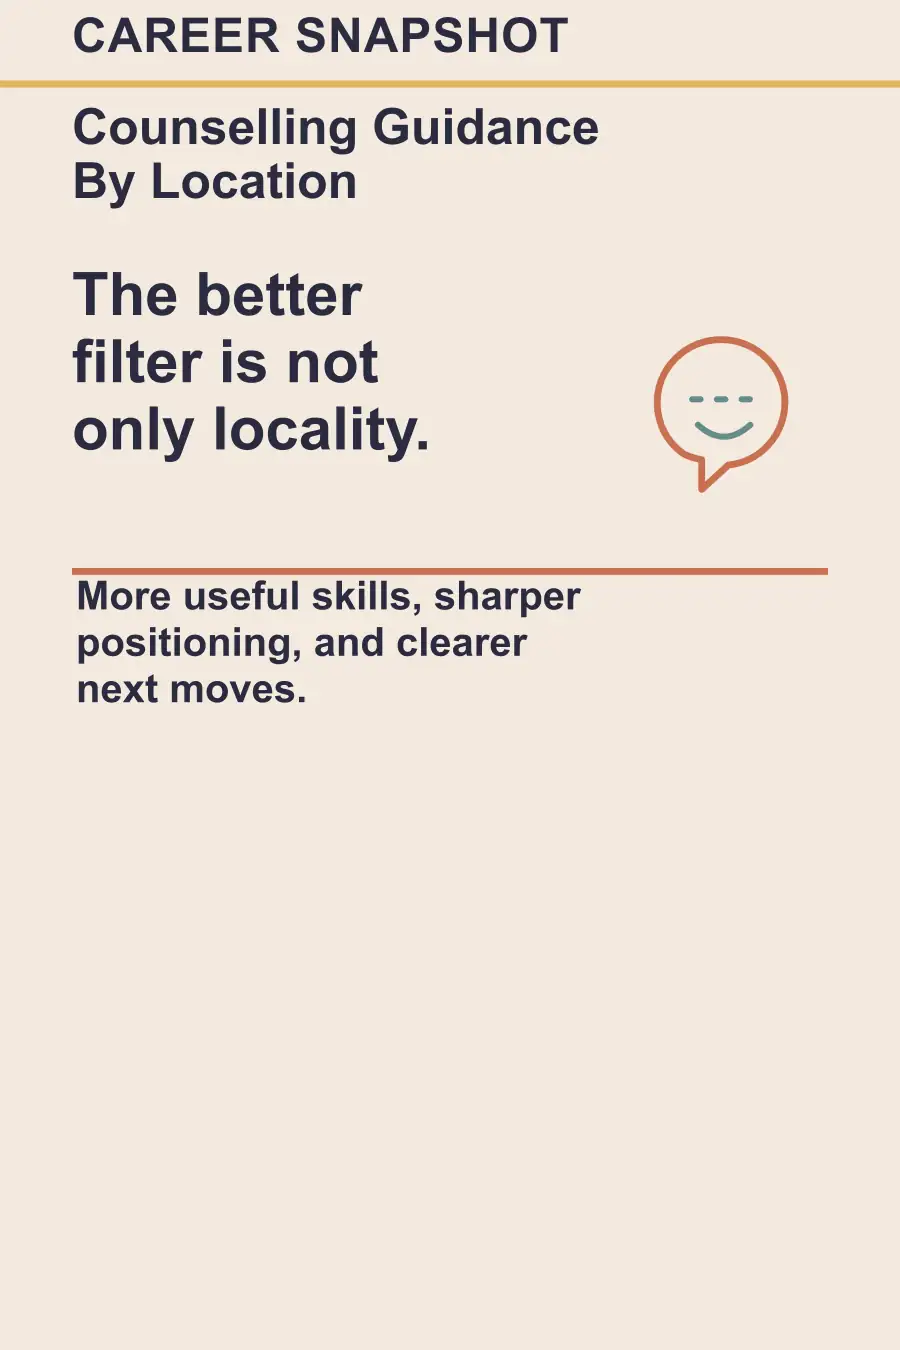 CAREER SNAPSHOT
Counselling Guidance
By Location
The better
filter is not
only locality.
More useful skills, sharper
positioning, and clearer
next moves.